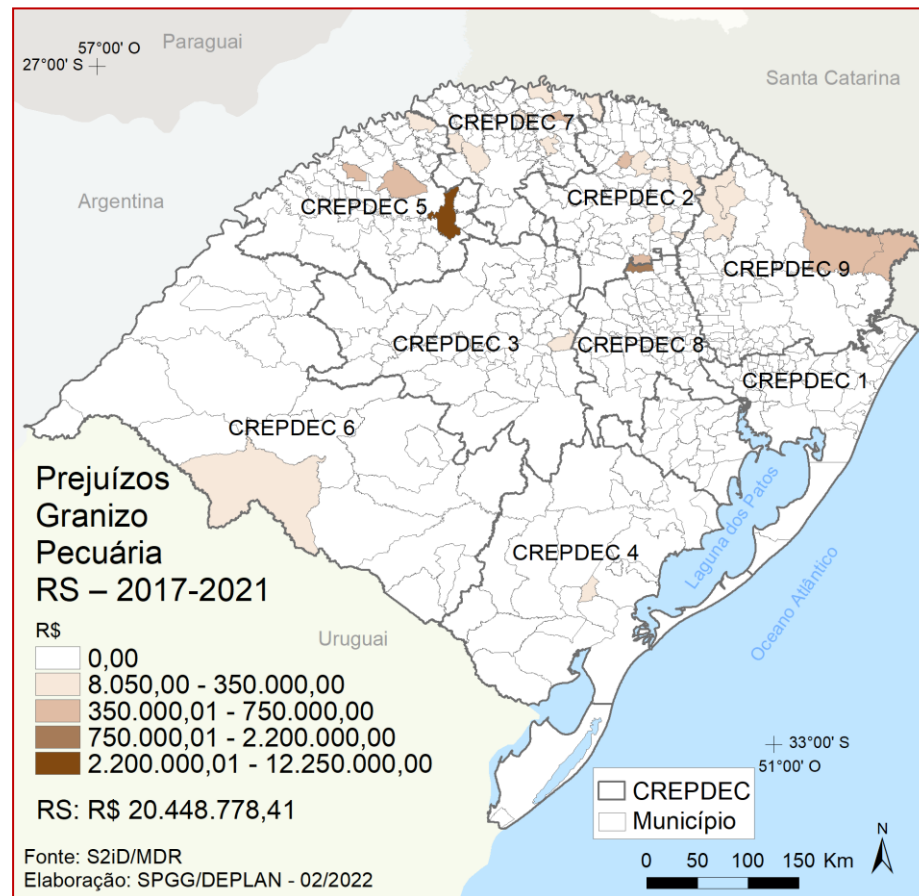 Paraguai
57°00' O
27°00' S
Santa Catarina
CREPDEC 7
Argentina
CREPDEC 5
CREPDEC 2
CREPDEC 9
CREPDEC 3
CREPDEC 8
CREPDEC 1
CREPDEC 6
CREPDEC 4
Laguna dos Patos
Oceano Atlântico
Uruguai
Prejuízos
Granizo
Pecuária
RS – 2017-2021
R$
0,00
8.050,00 - 350.000,00
350.000,01 - 750.000,00
750.000,01 - 2.200.000,00
2.200.000,01 - 12.250.000,00
RS: R$ 20.448.778,41
Fonte: S2iD/MDR
Elaboração: SPGG/DEPLAN - 02/2022
33°00' S
51°00' O
CREPDEC
Município
N
0 50 100 150 Km